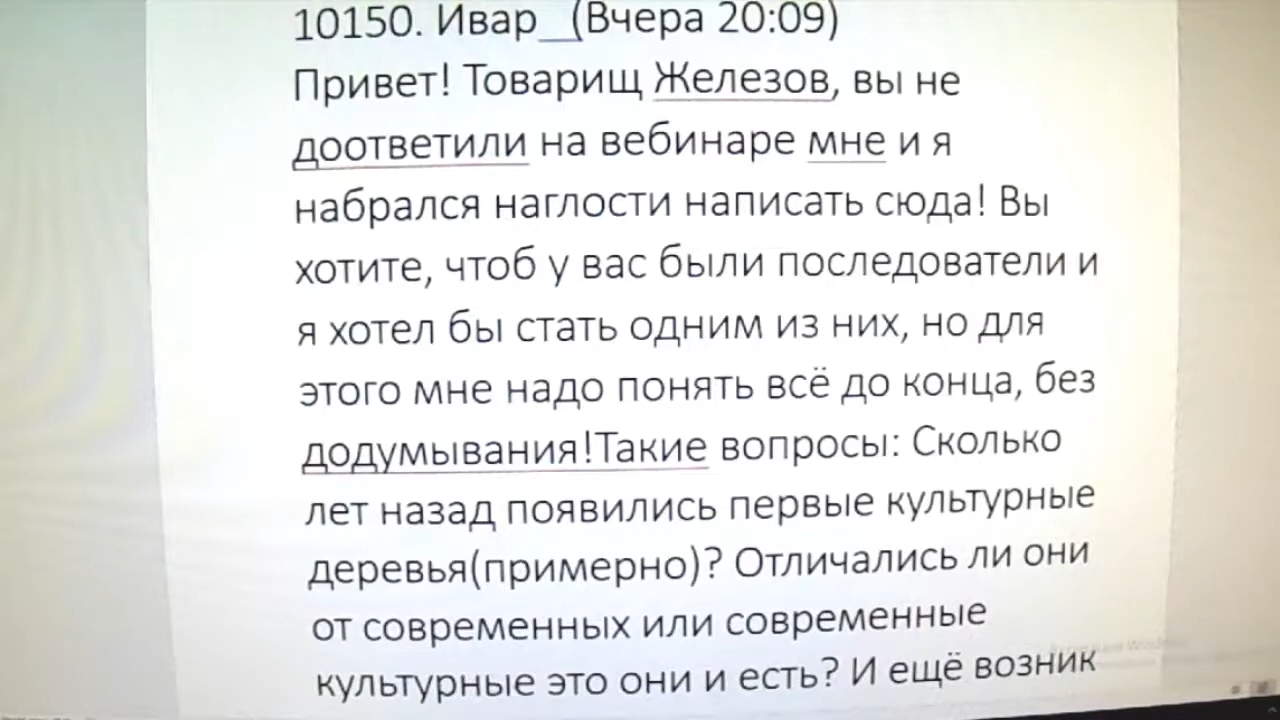 10150. Ивар_ (Вчера 20:09)
Привет! Товарищ Железов, вы не
доответили на вебинаре мне и я
набрался наглости написать сюда! Вы
хотите, чтоб у вас были последователи и
я хотел бы стать одним из них, но для
этого мне надо понять всё до конца, без
додумывания!Такие вопросы: Сколько
лет назад появились первые культурные
деревья(примерно)? Отличались ли они
от современных или современные
культурные это они и есть? И ещё возник